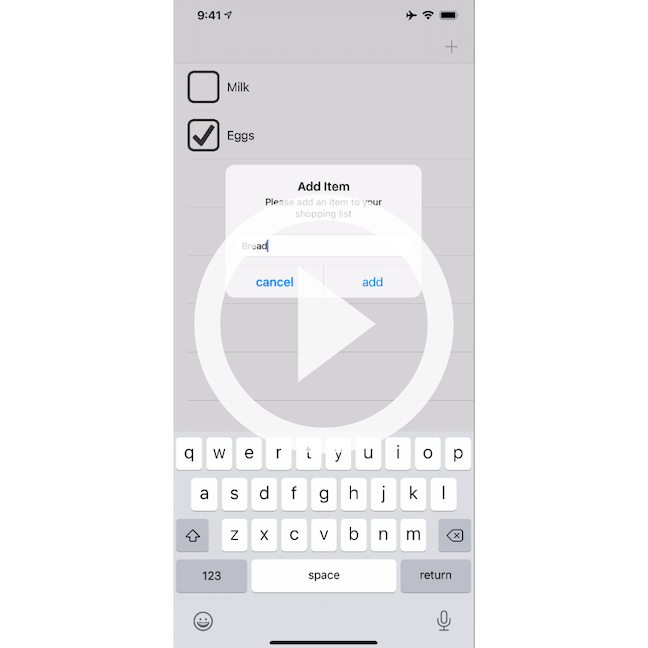 9:41
+
Milk
Eggs
Add Item
Please add an item to your
shopping list
Bread
cancel add
q w e r t y u i o p
a s d f g h j k l
z x c v b n m
123 space return